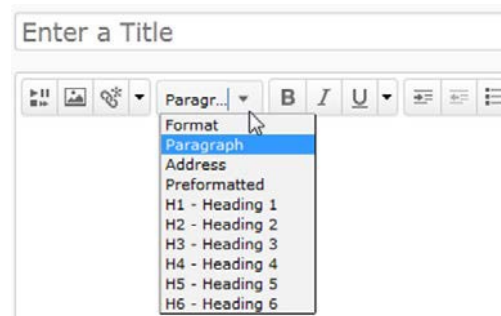 Enter a Title
Paragr... B I U
Format
Paragraph
Address
Preformatted
H1 - Heading 1
H2 - Heading 2
H3 - Heading 3
H4 - Heading 4
H5 - Heading 5
H6 - Heading 6